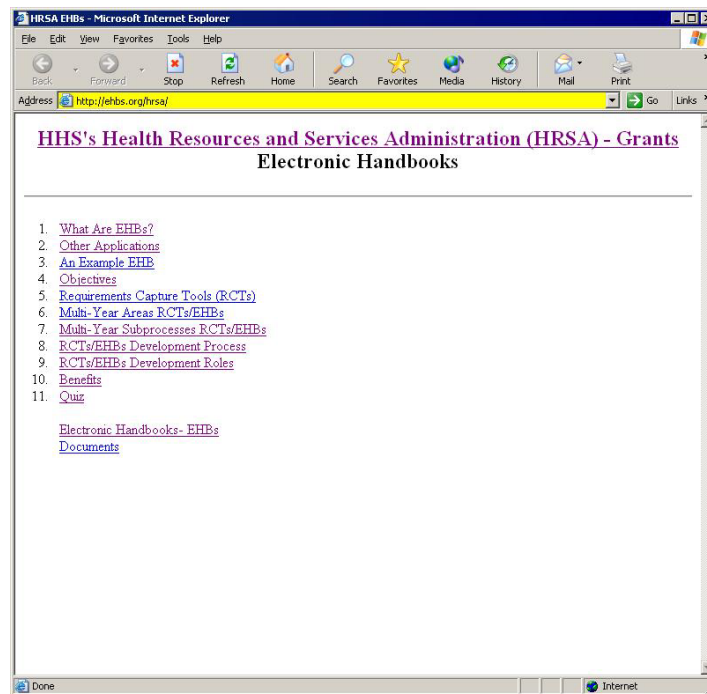 HRSA EHBs - Microsoft Internet Explorer
File Edit View Favorites Tools Help
Back Forward Stop Refresh Home Search Favorites Media History Mail Print
Address http://ehbs.org/hrsa/ Go Links
HHS's Health Resources and Services Administration (HRSA) - Grants
Electronic Handbooks
1. What Are EHBs?
2. Other Applications
3. An Example EHB
4. Objectives
5. Requirements Capture Tools (RCTs)
6. Multi-Year Areas RCTs/EHBs
7. Multi-Year Subprocesses RCTs/EHBs
8. RCTs/EHBs Development Process
9. RCTs/EHBs Development Roles
10. Benefits
11. Quiz
Electronic Handbooks- EHBs
Documents
Done Internet